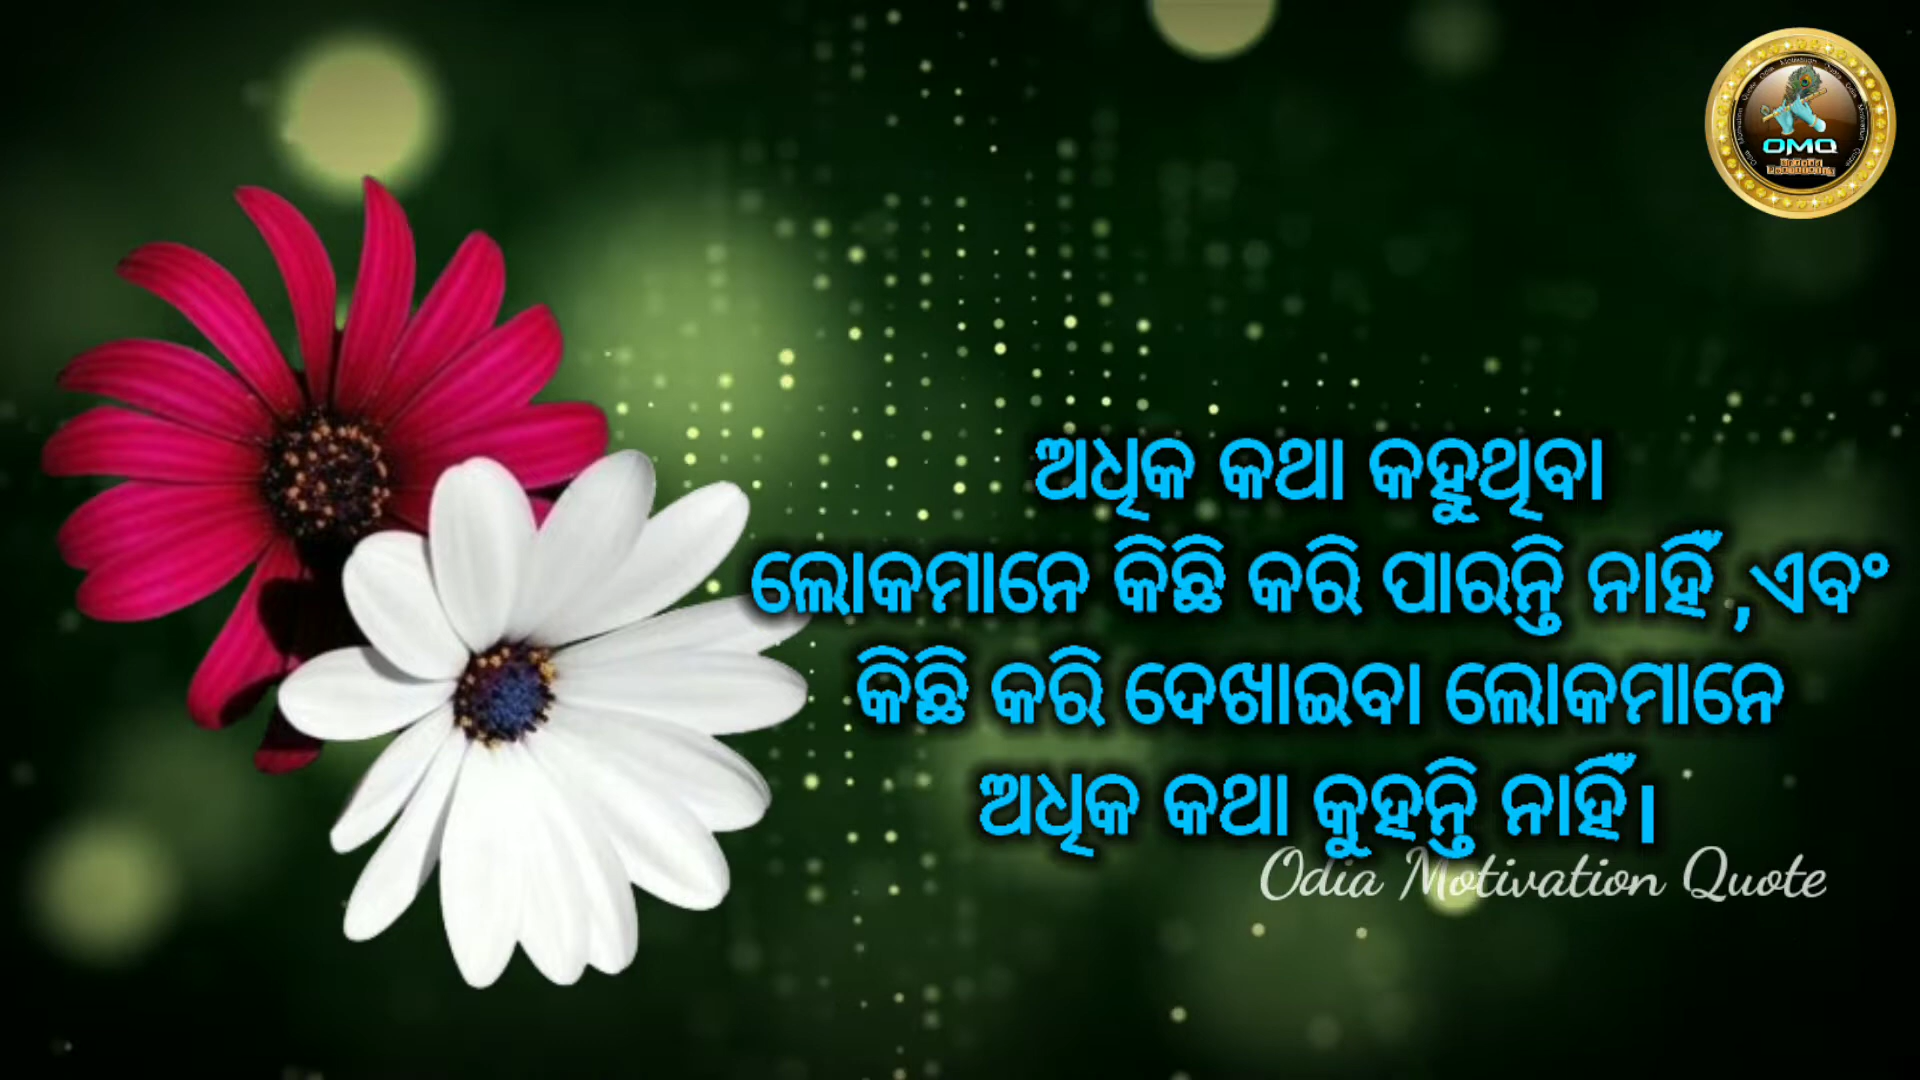 OMQ
ଅଧିକ କଥା କହୁଥିବା
ଲୋକମାନେ କିଛି କରି ପାରନ୍ତି ନାହିଁ ,ଏବଂ
କିଛି କରି ଦେଖାଇବା ଲୋକମାନେ
ଅଧିକ କଥା କୁହନ୍ତି ନାହିଁ।
Odia Motivation Quote